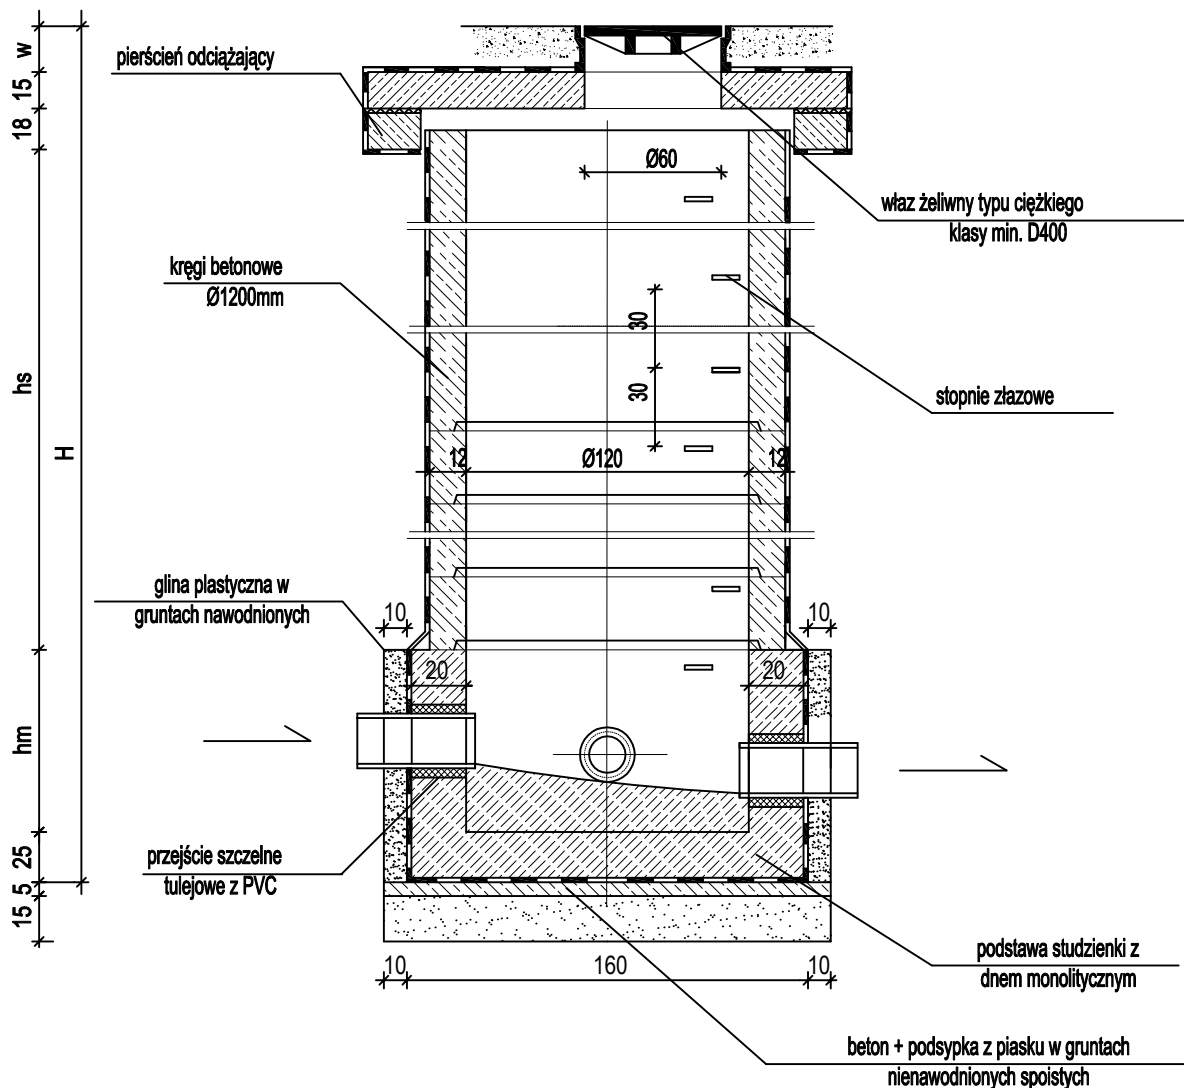 pierścień odciążający
w
15
18
Ø60
właz żeliwny typu ciężkiego
klasy min. D400
kręgi betonowe
Ø1200mm
30
30
hs
H
stopnie złazowe
12
Ø120
12
glina plastyczna w
gruntach nawodnionych
10
10
20
20
hm
przejście szczelne
tulejowe z PVC
25
5
15
10
160
10
podstawa studzienki z
dnem monolitycznym
beton + podsypka z piasku w gruntach
nienawodnionych spoistych